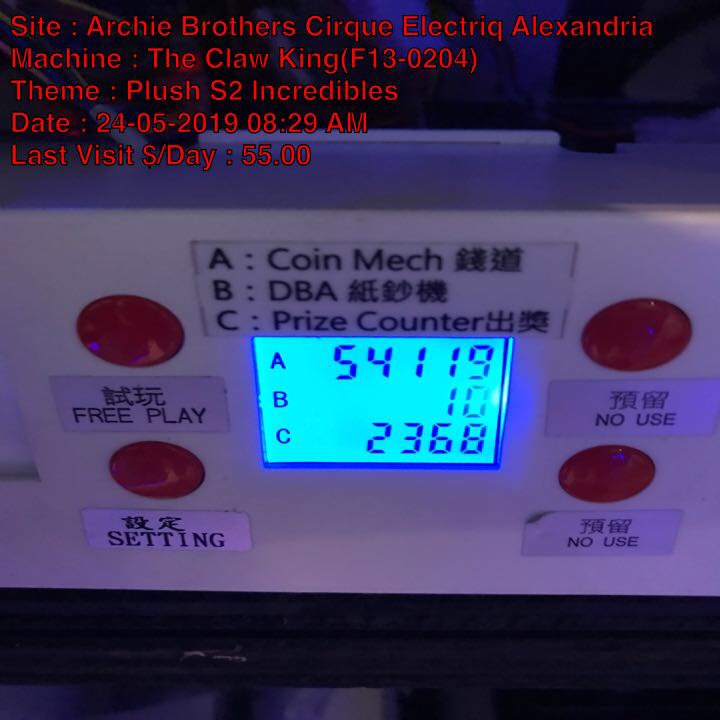 Site : Archie Brothers Cirque Electriq Alexandria
Machine : The Claw King(F13-0204)
Theme : Plush S2 Incredibles
Date : 24-05-2019 08:29 AM
Last Visit $/Day : 55.00
A : Coin Mech 錢道
B : DBA 紙鈔機
C : Prize Counter出獎
A 54119
B 10
C 2368
試玩
FREE PLAY
預留
NO USE
設定
SETTING
預留
NO USE